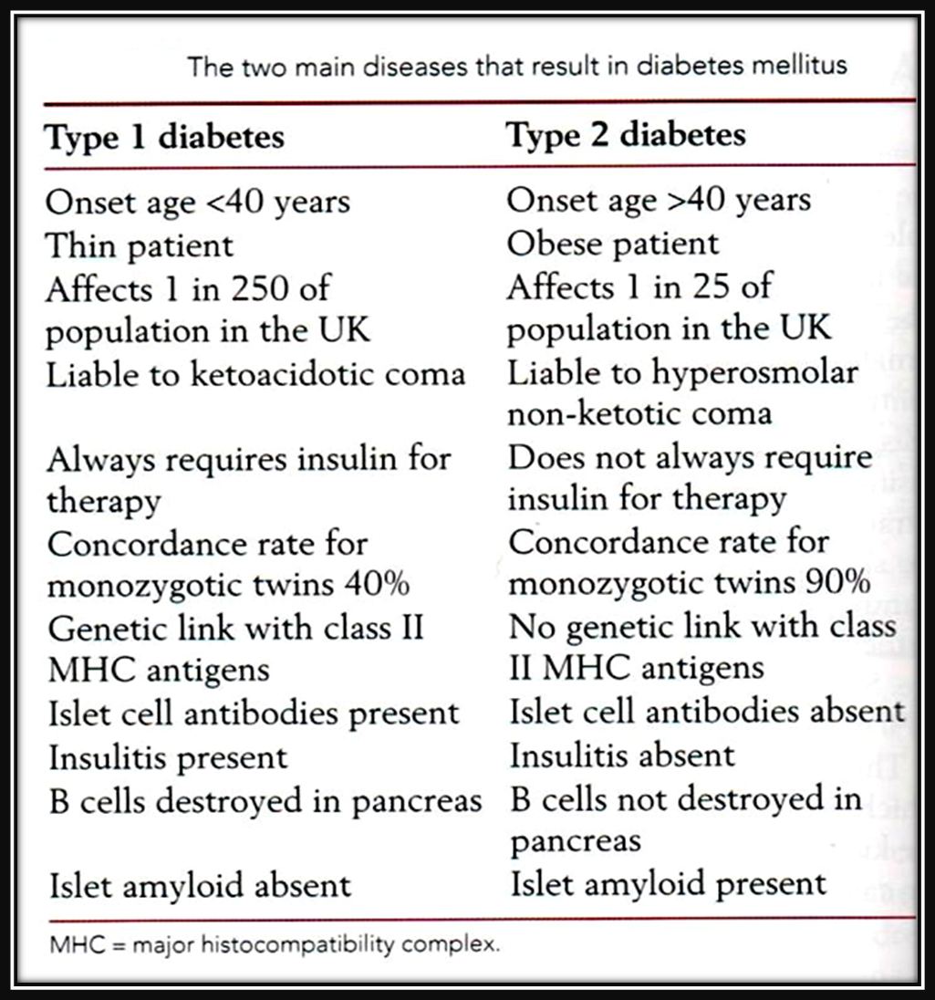 The two main diseases that result in diabetes mellitus
Type 1 diabetes
Type 2 diabetes
Onset age <40 years
Onset age >40 years
Thin patient
Obese patient
Affects 1 in 250 of
population in the UK
Affects 1 in 25 of
population in the UK
Liable to ketoacidotic coma
Liable to hyperosmolar
non-ketotic coma
Always requires insulin for
therapy
Does not always require
insulin for therapy
Concordance rate for
monozygotic twins 40%
Concordance rate for
monozygotic twins 90%
Genetic link with class II
MHC antigens
No genetic link with class
II MHC antigens
Islet cell antibodies present
Islet cell antibodies absent
Insulitis present
Insulitis absent
B cells destroyed in pancreas
B cells not destroyed in
pancreas
Islet amyloid absent
Islet amyloid present
MHC = major histocompatibility complex.